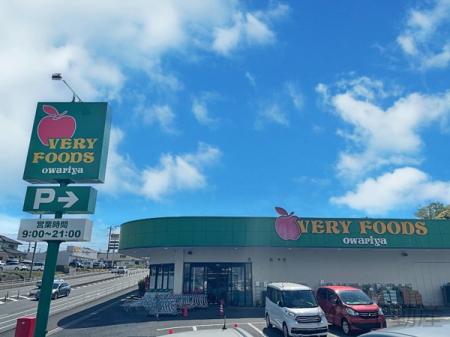 VERY
FOODS
owariya
P→
営業時間
9:00~21:00
VERY FOODS
owariya